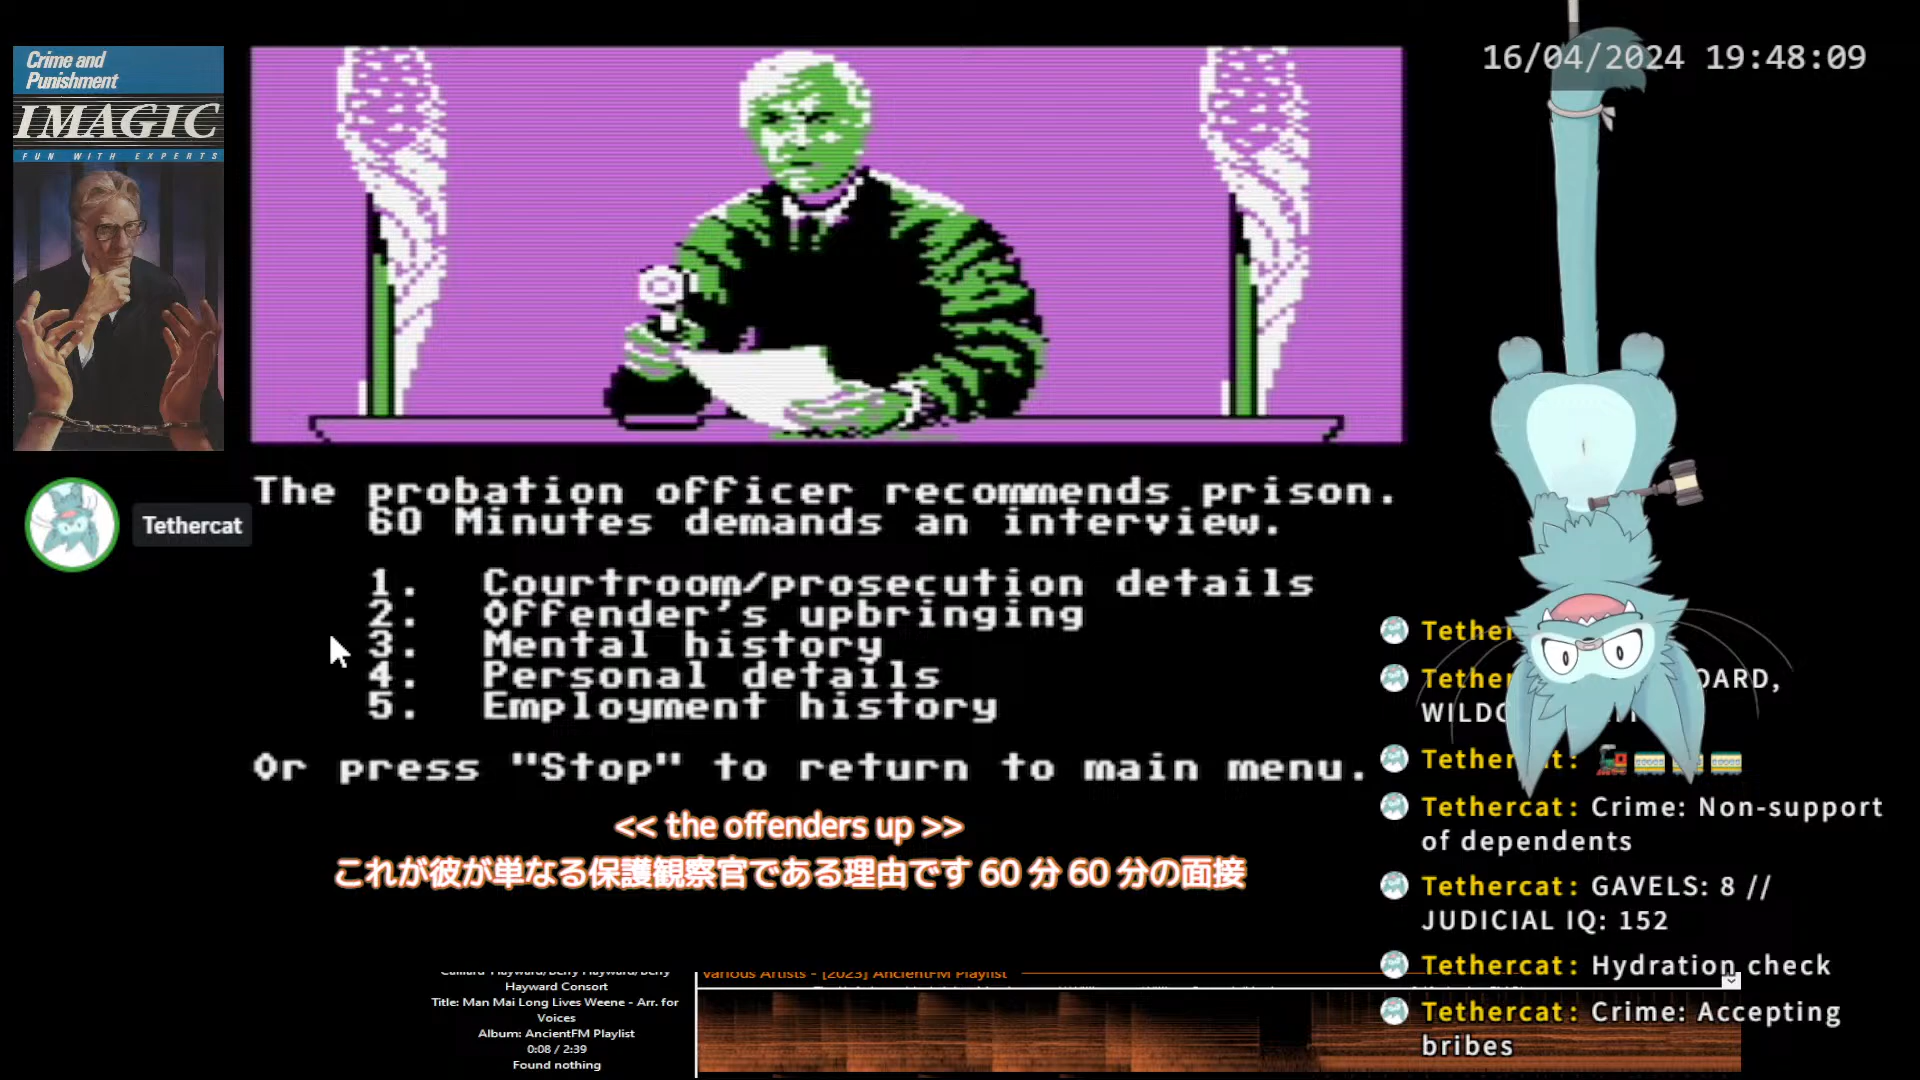 Crime and
Punishment
IMAGIC
FUN WITH EXPERTS
16/04/2024 19:48:09
The probation officer recommends prison.
60 Minutes demands an interview.
1. Courtroom/prosecution details
2. Offender's upbringing
3. Mental history
4. Personal details
5. Employment history
Or press "Stop" to return to main menu.
Tethercat
<< the offenders up >>
これが彼が単なる保護観察官である理由です 60 分 60 分の面接
Hayward Consort
Title: Man Mai Long Lives Weene - Arr. for
Voices
Album: AncientFM Playlist
0:08 / 2:39
Found nothing
Various Artists - [2023] AncientFM Playlist
Tethercat: Crime: Non-support
of dependents
Tethercat: GAVELS: 8 //
JUDICIAL IQ: 152
Tethercat: Hydration check
Tethercat: Crime: Accepting
bribes